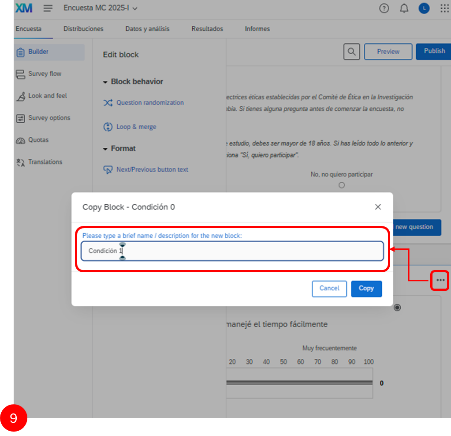 XM Encuesta MC 2025-I
Encuesta Distribuciones Datos y análisis Resultados Informes
Builder
Survey flow
Look and feel
Survey options
Quotas
Translations
Edit block
Block behavior
Question randomization
Loop & merge
Format
Next/Previous button text
Preview
Publish
ectrices éticas establecidas por el Comité de Ética en la Investigación
bia. Si tienes alguna pregunta antes de comenzar la encuesta, no
estudio, debes ser mayor de 18 años. Si has leído todo lo anterior y
iona "Sí, quiero participar".
No, no quiero participar
new question
Copy Block - Condición 0
Please type a brief name / description for the new block:
Condición 1
Cancel
Copy
manejé el tiempo fácilmente
Muy frecuentemente
20 30 40 50 60 70 80 90 100
0
9